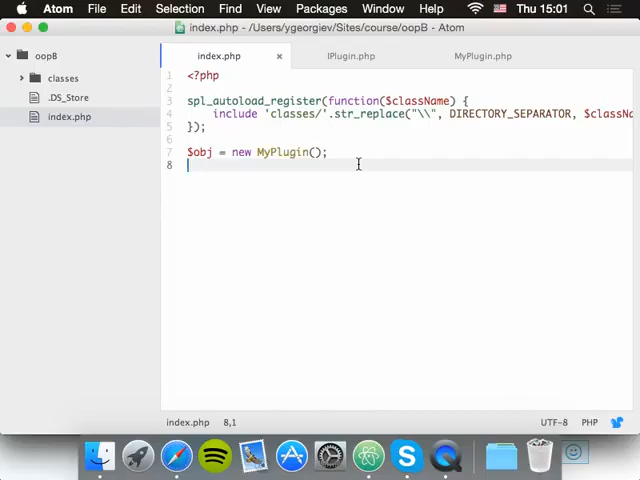 Atom File Edit Selection Find View Packages Window Help Thu 15:01
index.php - /Users/ygeorgiev/Sites/course/oopB - Atom
oopB
classes
.DS_Store
index.php
index.php IPlugin.php MyPlugin.php
1 <?php
2
3 spl_autoload_register(function($className) {
4 include 'classes/'.str_replace("\\", DIRECTORY_SEPARATOR, $classNa
5 });
6
7 $obj = new MyPlugin();
8
index.php 8,1 UTF-8 PHP